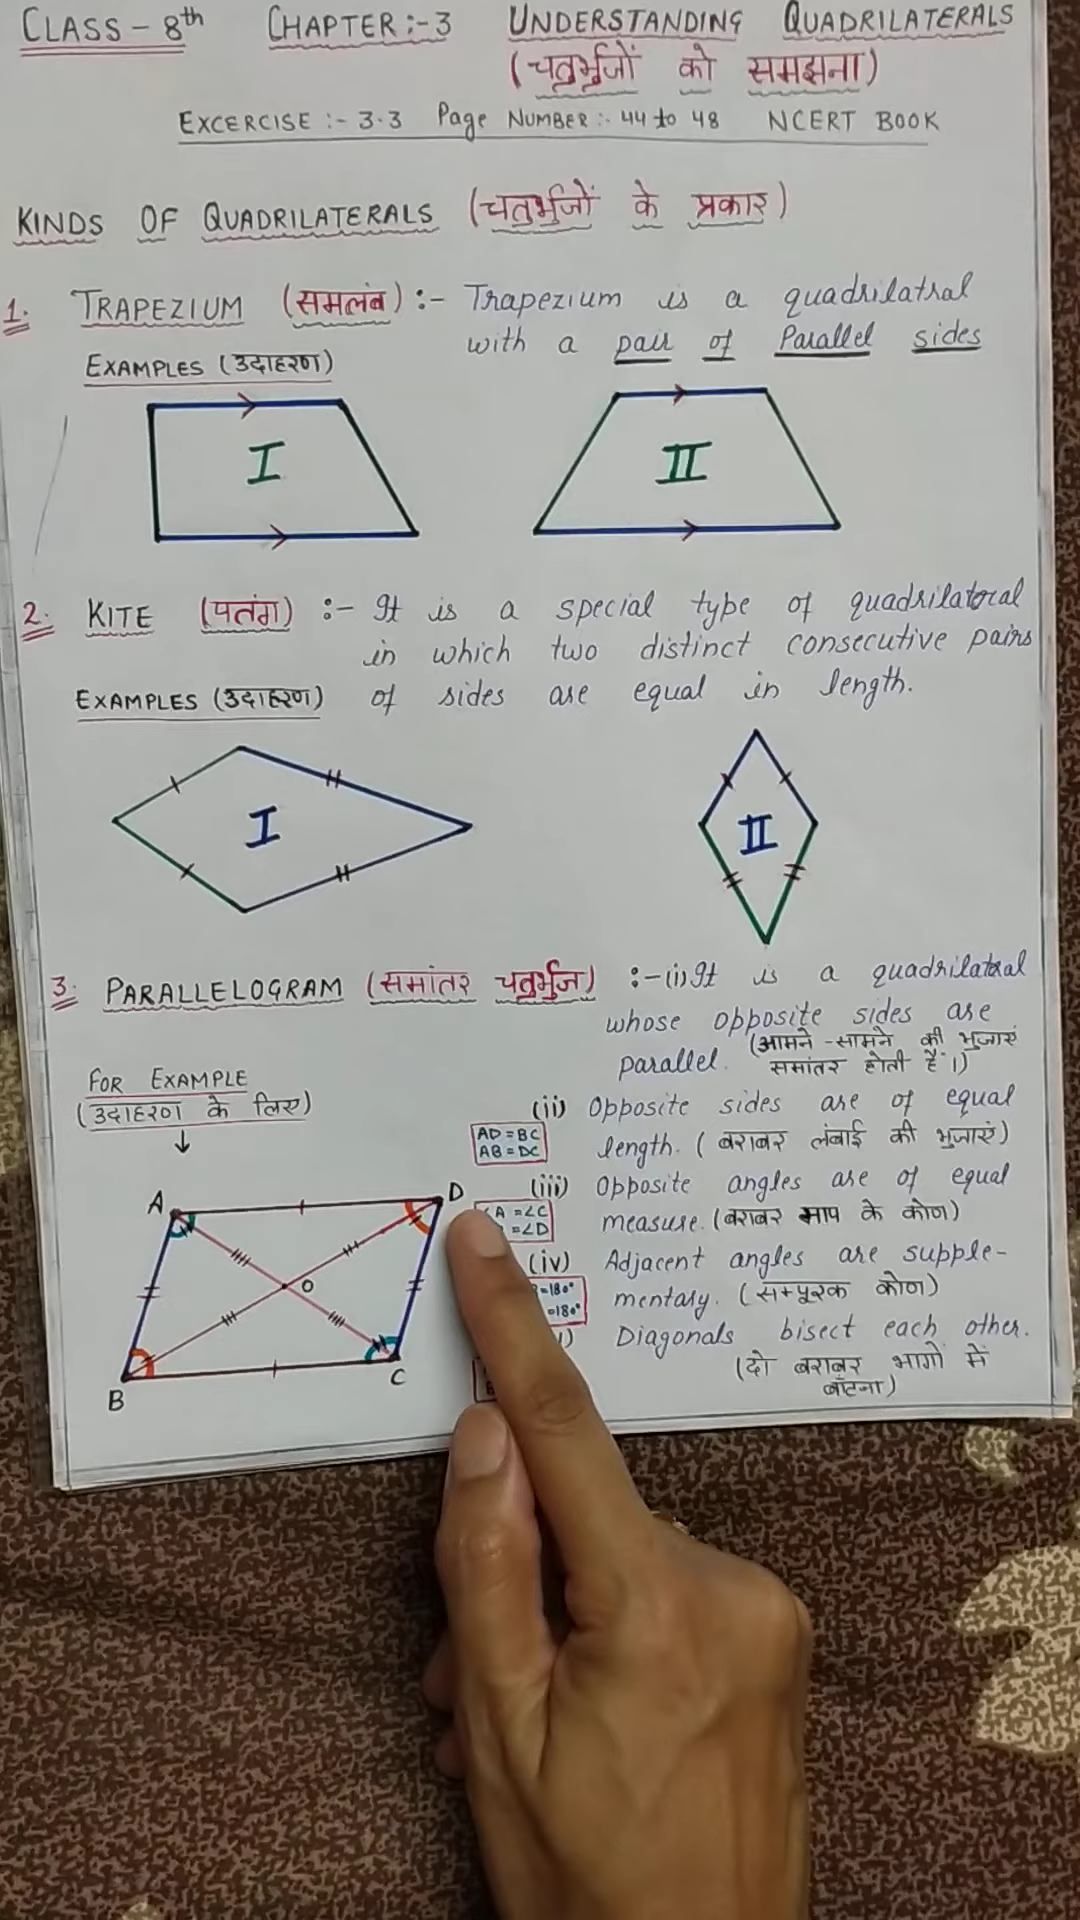 CLASS - 8th CHAPTER:-3 UNDERSTANDING QUADRILATERALS
(चतुर्भुजों को समझना)
EXCERCISE :- 3.3 Page NUMBER:- 44 to 48 NCERT BOOK
KINDS OF QUADRILATERALS (चतुर्भुजों के प्रकार)
1. TRAPEZIUM (समलंब) :- Trapezium is a quadrilatral
with a pair of Parallel sides
EXAMPLES (उदाहरण)
I
II
2. KITE (पतंग) :- It is a special type of quadrilateral
in which two distinct consecutive pairs
EXAMPLES (उदाहरण) of sides are equal in length.
I
II
3. PARALLELOGRAM (समांतर चतुर्भुज) :-(i) It is a quadrilateral
whose opposite sides are
parallel. (आमने-सामने की भुजाएं
समांतर होती हैं।)
FOR EXAMPLE
(उदाहरण के लिए)
(ii) Opposite sides are of equal
length. (बराबर लंबाई की भुजाएं)
AD = BC
AB = DC
(iii) Opposite angles are of equal
measure. (बराबर माप के कोण)
∠A = ∠C
= ∠D
(iv) Adjacent angles are supple-
mentary. (सम्पूरक कोण)
=180°
=180°
Diagonals bisect each other.
(दो बराबर भागों में
बाँटना)
A
D
O
B
C